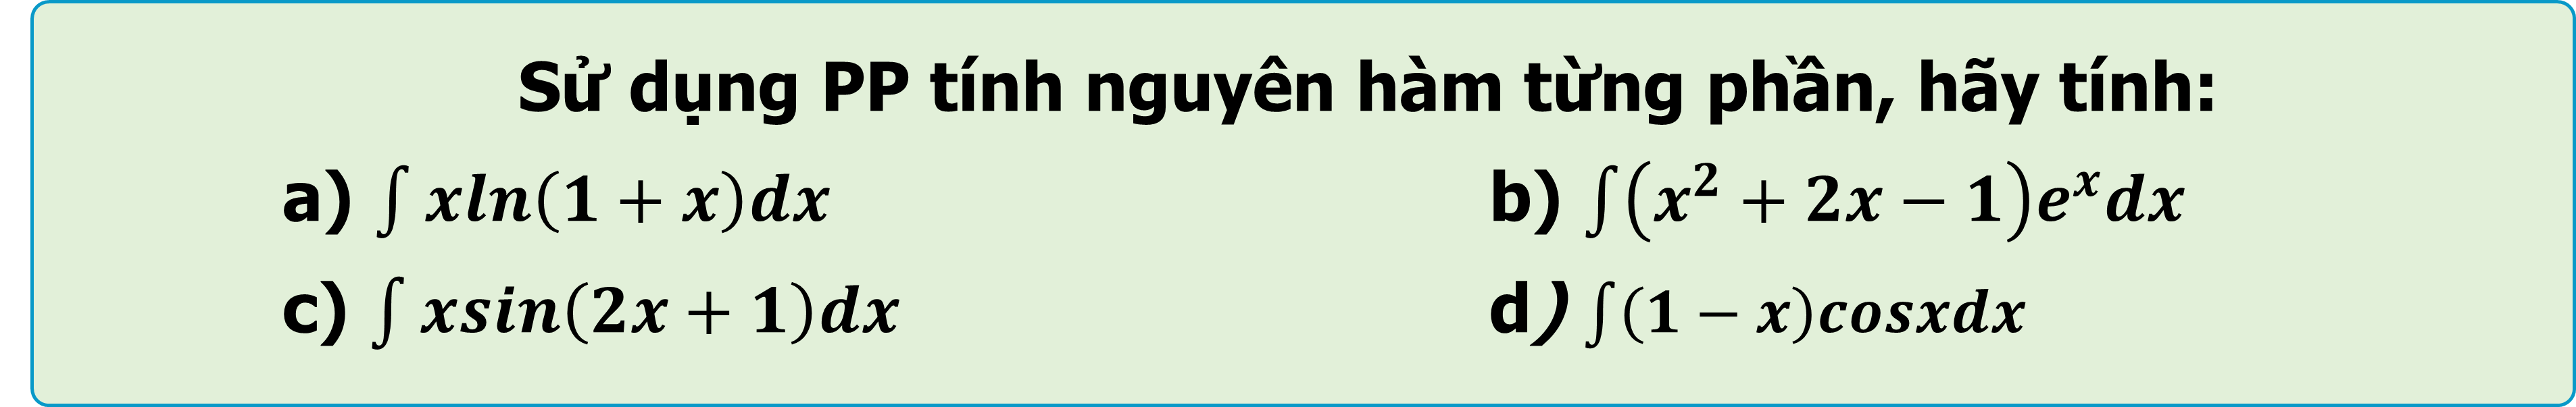 Sử dụng PP tính nguyên hàm từng phần, hãy tính:
a) ∫ xln(1 + x)dx b) ∫(x² + 2x − 1)eˣdx
c) ∫ xsin(2x + 1)dx d) ∫(1 − x)cosxdx